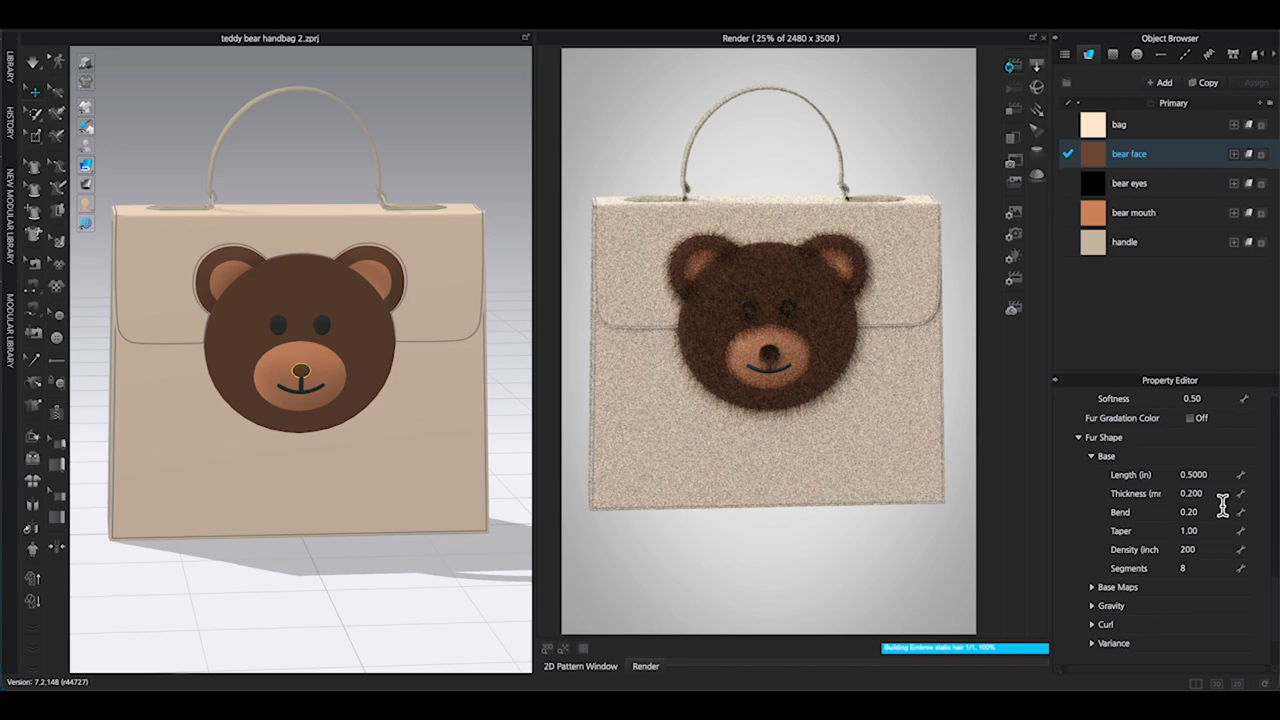 teddy bear handbag 2.zprj
Render ( 25% of 2480 x 3508 )
Object Browser
LIBRARY
HISTORY
NEW MODULAR LIBRARY
MODULAR LIBRARY
+ Add
Copy
Assign
Primary
bag
bear face
bear eyes
bear mouth
handle
Property Editor
Softness 0.50
Fur Gradation Color Off
Fur Shape
Base
Length (in) 0.5000
Thickness (m 0.200
Bend 0.20
Taper 1.00
Density (inch 200
Segments 8
Base Maps
Gravity
Curl
Variance
Building Embree static hair 1/1, 100%
2D Pattern Window
Render
Version: 7.2.148 (r44727)
3D
2D